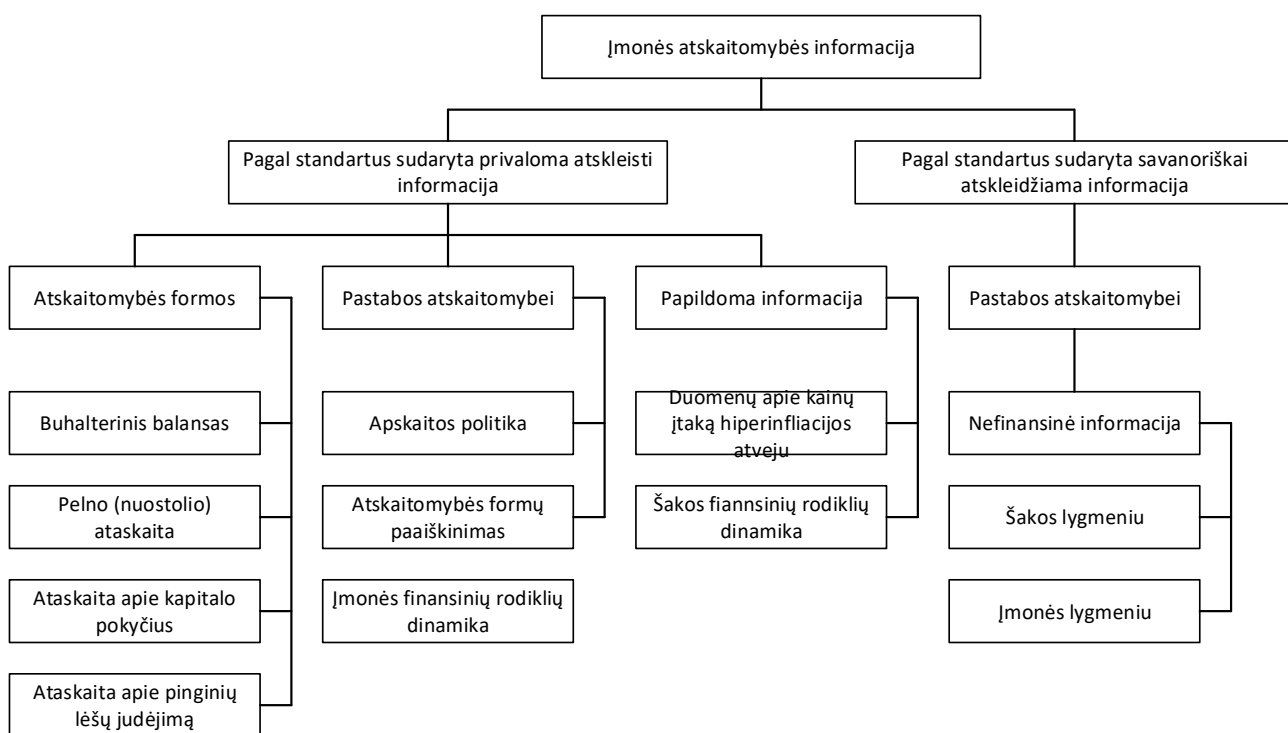 Įmonės atskaitomybės informacija
Pagal standartus sudaryta privaloma atskleisti
informacija
Pagal standartus sudaryta savanoriškai
atskleidžiama informacija
Atskaitomybės formos
Pastabos atskaitomybei
Papildoma informacija
Pastabos atskaitomybei
Buhalterinis balansas
Apskaitos politika
Duomenų apie kainų
įtaką hiperinfliacijos
atveju
Nefinansinė informacija
Pelno (nuostolio)
ataskaita
Atskaitomybės formų
paaiškinimas
Šakos fiannsinių rodiklių
dinamika
Šakos lygmeniu
Ataskaita apie kapitalo
pokyčius
Įmonės finansinių rodiklių
dinamika
Įmonės lygmeniu
Ataskaita apie piniginių
lėšų judėjimą